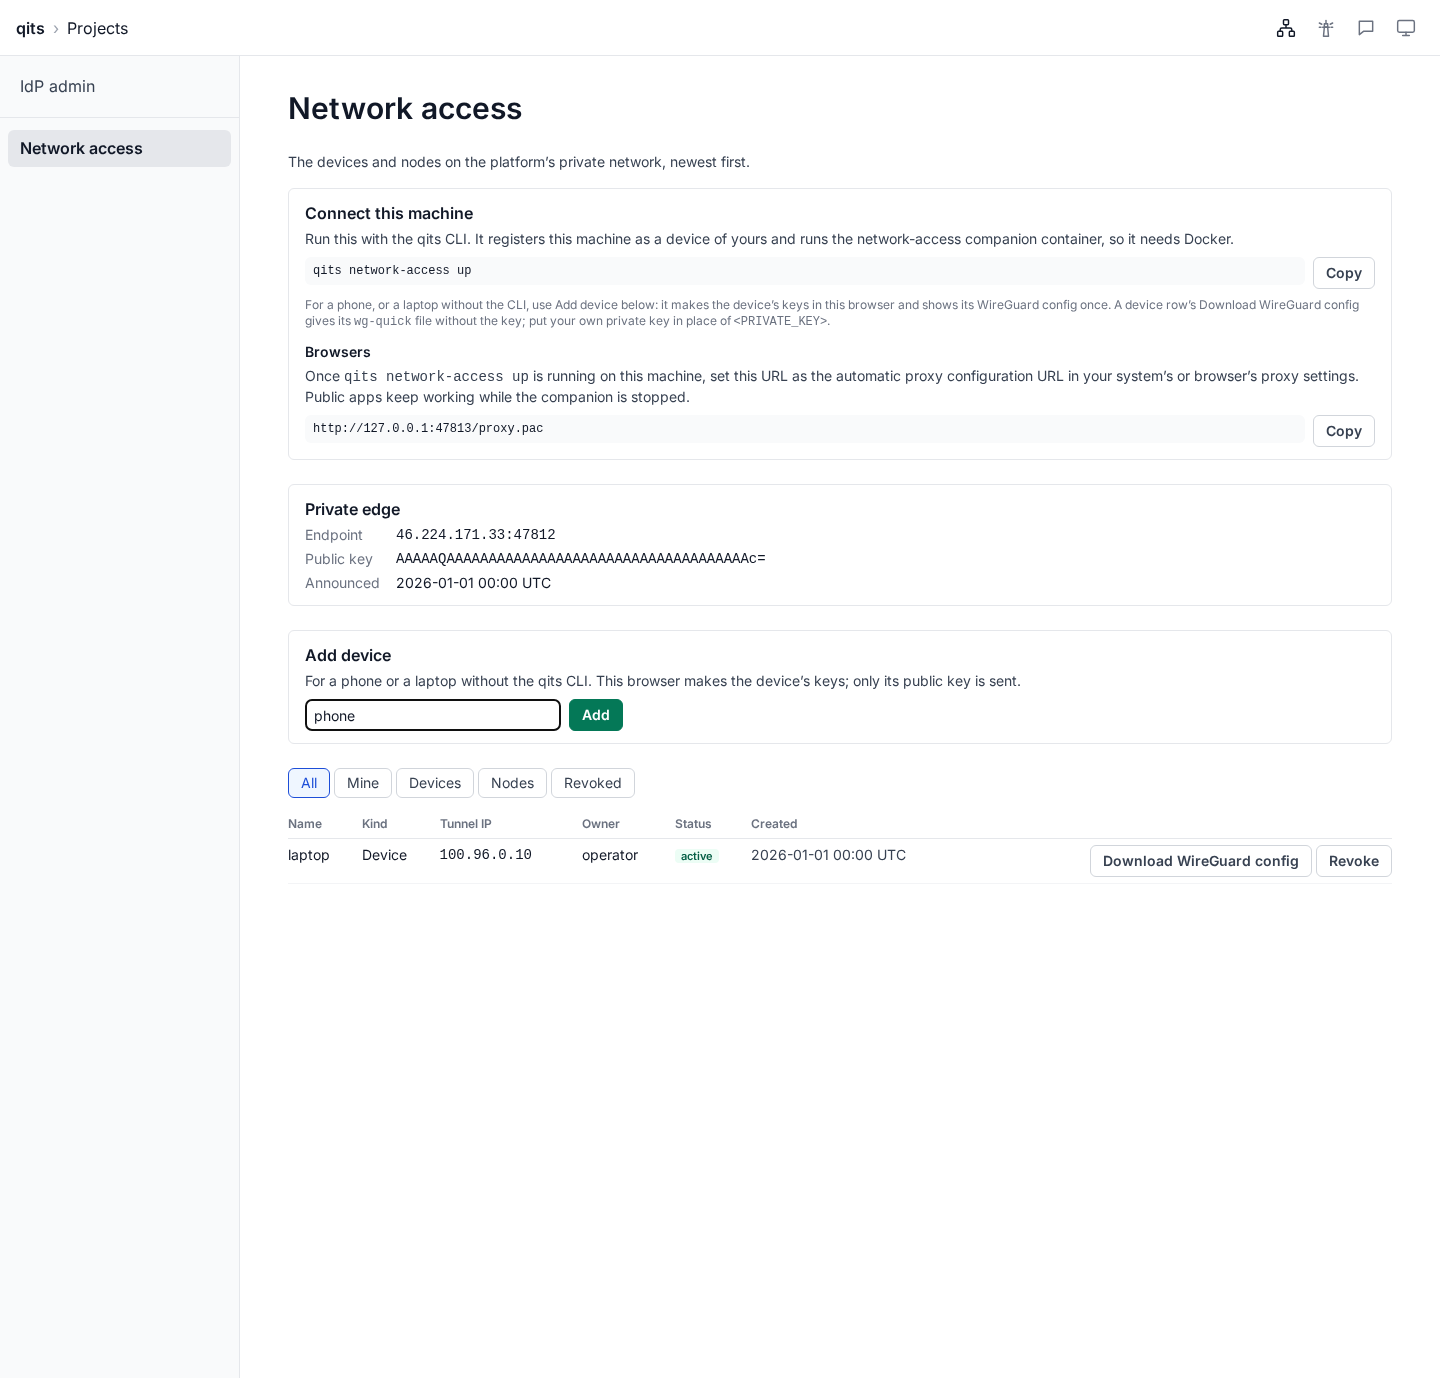 qits › Projects
IdP admin
Network access
Network access
The devices and nodes on the platform’s private network, newest first.
Connect this machine
Run this with the qits CLI. It registers this machine as a device of yours and runs the network-access companion container, so it needs Docker.
qits network-access up
Copy
For a phone, or a laptop without the CLI, use Add device below: it makes the device’s keys in this browser and shows its WireGuard config once. A device row’s Download WireGuard config
gives its wg-quick file without the key; put your own private key in place of <PRIVATE_KEY>.
Browsers
Once qits network-access up is running on this machine, set this URL as the automatic proxy configuration URL in your system’s or browser’s proxy settings.
Public apps keep working while the companion is stopped.
http://127.0.0.1:47813/proxy.pac
Copy
Private edge
Endpoint 46.224.171.33:47812
Public key AAAAAQAAAAAAAAAAAAAAAAAAAAAAAAAAAAAAAAAAAAc=
Announced 2026-01-01 00:00 UTC
Add device
For a phone or a laptop without the qits CLI. This browser makes the device’s keys; only its public key is sent.
phone Add
All Mine Devices Nodes Revoked
Name Kind Tunnel IP Owner Status Created
laptop Device 100.96.0.10 operator active 2026-01-01 00:00 UTC Download WireGuard config Revoke